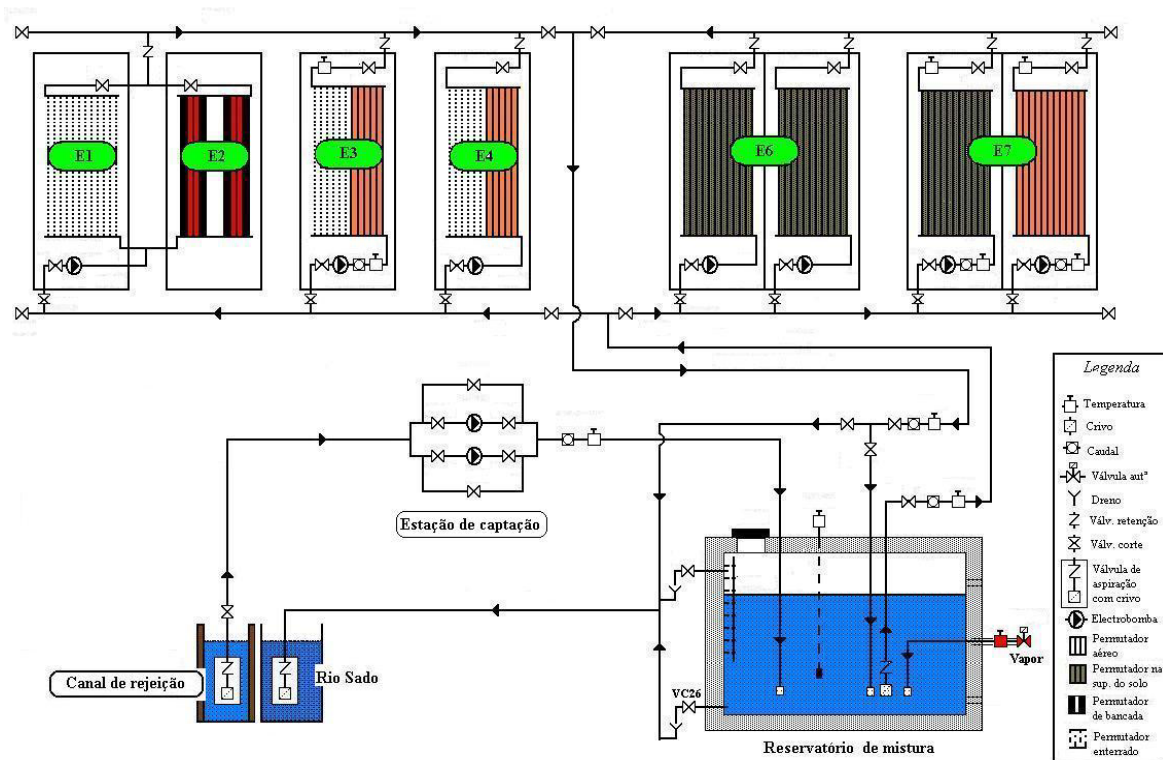 E1
E2
E3
E4
E6
E7
Estação de captação
Canal de rejeição
Rio Sado
VC26
Reservatório de mistura
Vapor
Legenda
Temperatura
Crivo
Caudal
Válvula autª
Dreno
Válv. retenção
Válv. corte
Válvula de
aspiração
com crivo
Electrobomba
Permutador
aéreo
Permutador na
sup. do solo
Permutador
de bancada
Permutador
enterrado